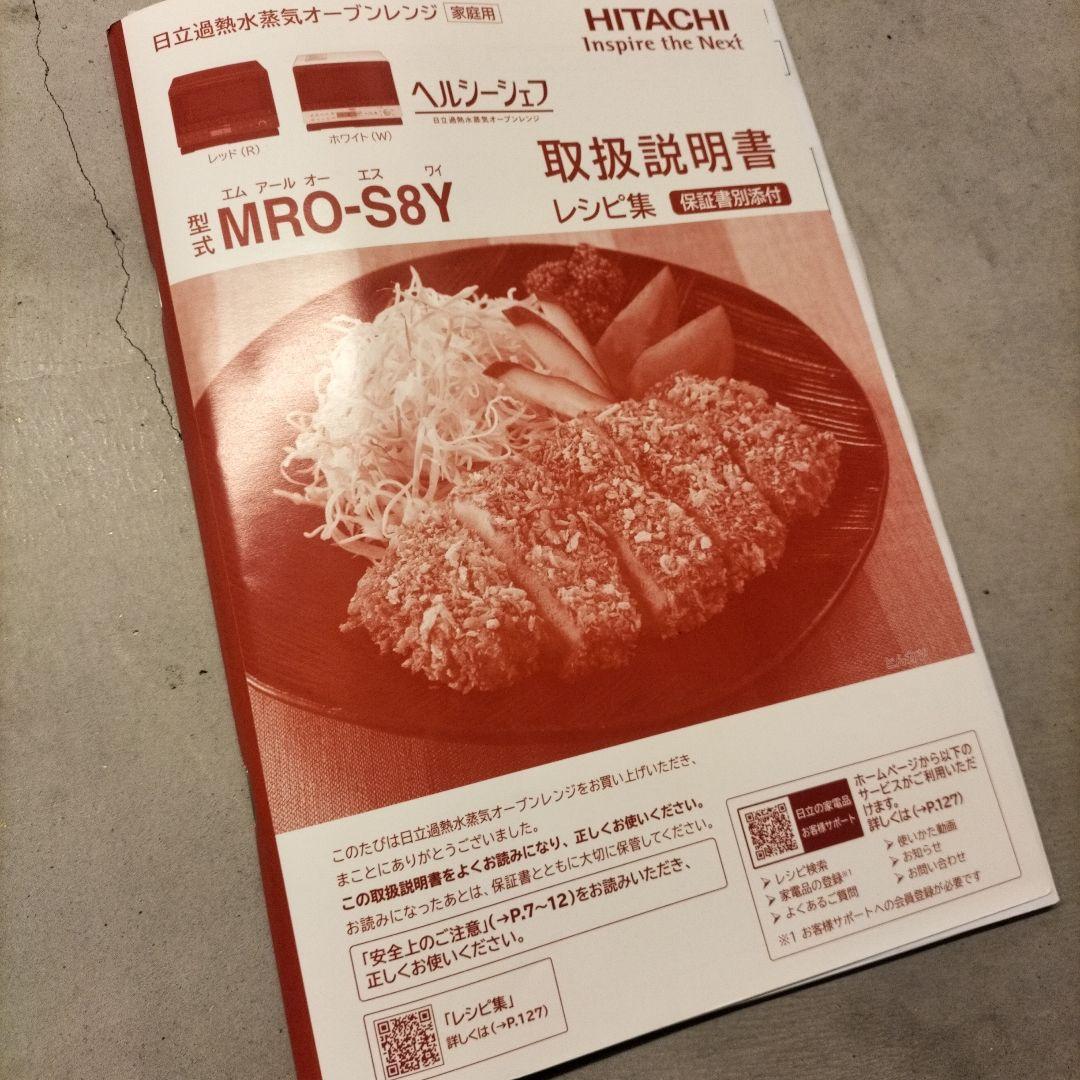 日立過熱水蒸気オーブンレンジ 家庭用
HITACHI
Inspire the Next
レッド(R)
ホワイト(W)
ヘルシーシェフ
日立過熱水蒸気オーブンレンジ
エム アール オー エス ワイ
型式 MRO-S8Y
取扱説明書
レシピ集 保証書別添付
とんかつ
このたびは日立過熱水蒸気オーブンレンジをお買い上げいただき、
まことにありがとうございました。
この取扱説明書をよくお読みになり、正しくお使いください。
お読みになったあとは、保証書とともに大切に保管してください。
「安全上のご注意」(→P.7~12)をお読みいただき、
正しくお使いください。
「レシピ集」
詳しくは(→P.127)
日立の家電品
お客様サポート
ホームページから以下の
サービスがご利用いただ
けます。
詳しくは(→P.127)
➤ レシピ検索
➤ 家電品の登録※1
➤ よくあるご質問
➤ 使いかた動画
➤ お知らせ
➤ お問い合わせ
※1 お客様サポートへの会員登録が必要です